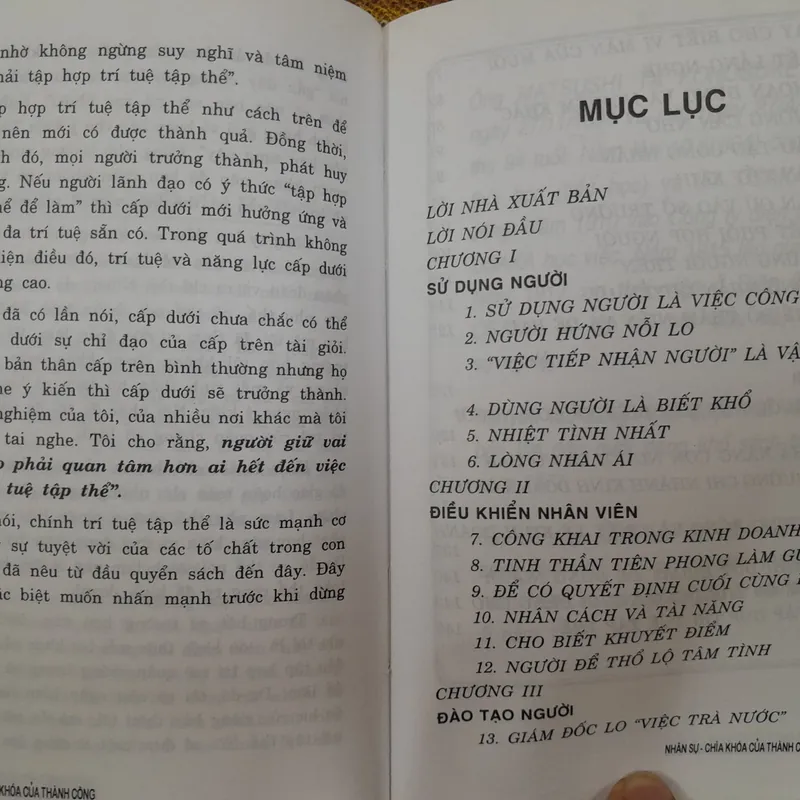 nhờ không ngừng suy nghĩ và tâm niệm
ải tập hợp trí tuệ tập thể”.
p hợp trí tuệ tập thể như cách trên để
nên mới có được thành quả. Đồng thời,
h đó, mọi người trưởng thành, phát huy
g. Nếu người lãnh đạo có ý thức “tập hợp
ể để làm” thì cấp dưới mới hưởng ứng và
đa trí tuệ sẵn có. Trong quá trình không
iện điều đó, trí tuệ và năng lực cấp dưới
ng cao.
đã có lần nói, cấp dưới chưa chắc có thể
dưới sự chỉ đạo của cấp trên tài giỏi.
bản thân cấp trên bình thường nhưng họ
he ý kiến thì cấp dưới sẽ trưởng thành.
nghiệm của tôi, của nhiều nơi khác mà tôi
tai nghe. Tôi cho rằng, người giữ vai
o phải quan tâm hơn ai hết đến việc
tuệ tập thể”.
ói, chính trí tuệ tập thể là sức mạnh cơ
g sự tuyệt vời của các tố chất trong con
đã nêu từ đầu quyển sách đến đây. Đây
ặc biệt muốn nhấn mạnh trước khi dừng
KHÓA CỦA THÀNH CÔNG
MỤC LỤC
LỜI NHÀ XUẤT BẢN
LỜI NÓI ĐẦU
CHƯƠNG I
SỬ DỤNG NGƯỜI
1. SỬ DỤNG NGƯỜI LÀ VIỆC CÔNG
2. NGƯỜI HỨNG NỖI LO
3. “VIỆC TIẾP NHẬN NGƯỜI” LÀ VẬ
4. DÙNG NGƯỜI LÀ BIẾT KHỔ
5. NHIỆT TÌNH NHẤT
6. LÒNG NHÂN ÁI
CHƯƠNG II
ĐIỀU KHIỂN NHÂN VIÊN
7. CÔNG KHAI TRONG KINH DOANH
8. TINH THẦN TIÊN PHONG LÀM GƯ
9. ĐỂ CÓ QUYẾT ĐỊNH CUỐI CÙNG
10. NHÂN CÁCH VÀ TÀI NĂNG
11. CHO BIẾT KHUYẾT ĐIỂM
12. NGƯỜI ĐỂ THỔ LỘ TÂM TÌNH
CHƯƠNG III
ĐÀO TẠO NGƯỜI
13. GIÁM ĐỐC LO “VIỆC TRÀ NƯỚC”
NHÂN SỰ - CHÌA KHÓA CỦA THÀNH C